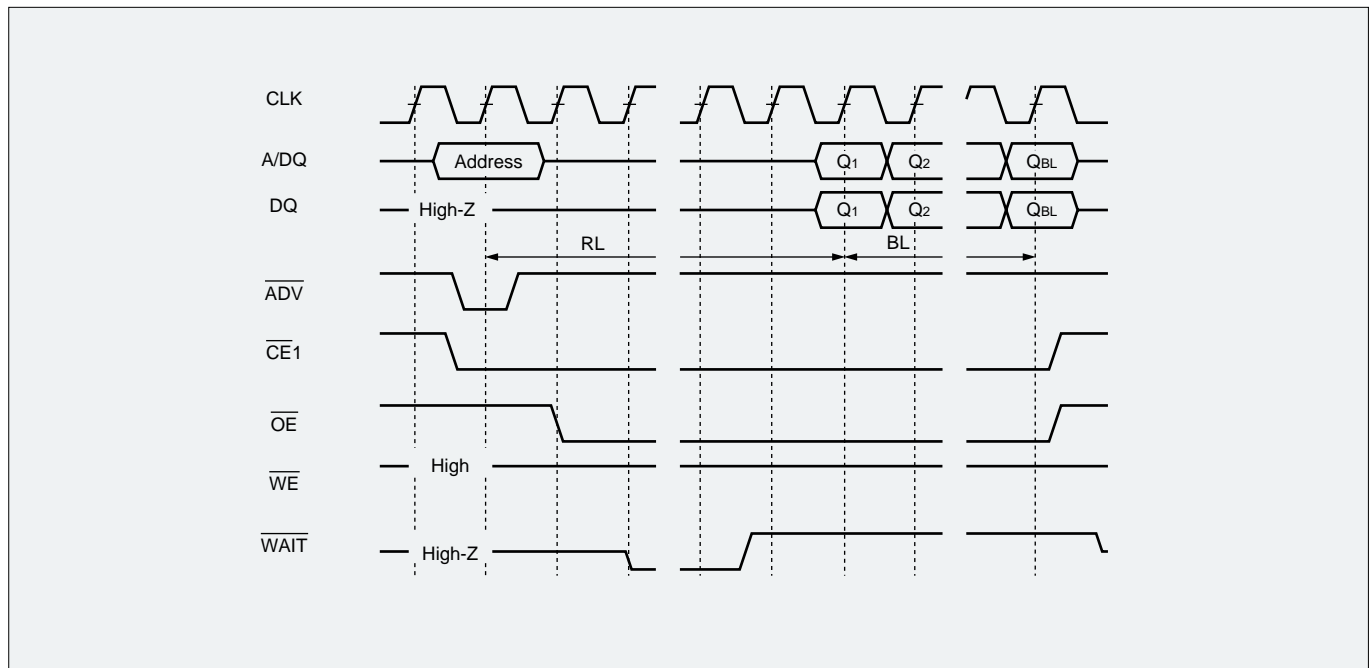 CLK
A/DQ Address Q1 Q2 QBL
DQ High-Z Q1 Q2 QBL
RL BL
ADV
CE1
OE
WE High
WAIT High-Z